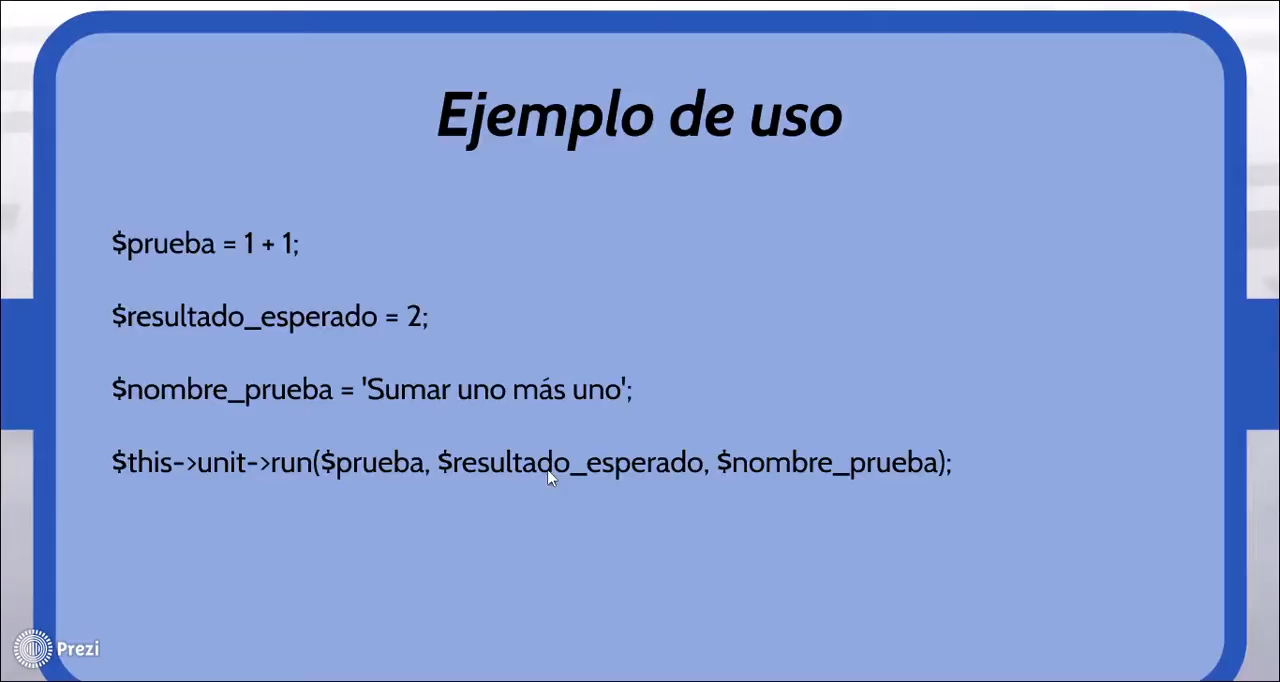 Ejemplo de uso
$prueba = 1 + 1;
$resultado_esperado = 2;
$nombre_prueba = 'Sumar uno más uno';
$this->unit->run($prueba, $resultado_esperado, $nombre_prueba);
Prezi